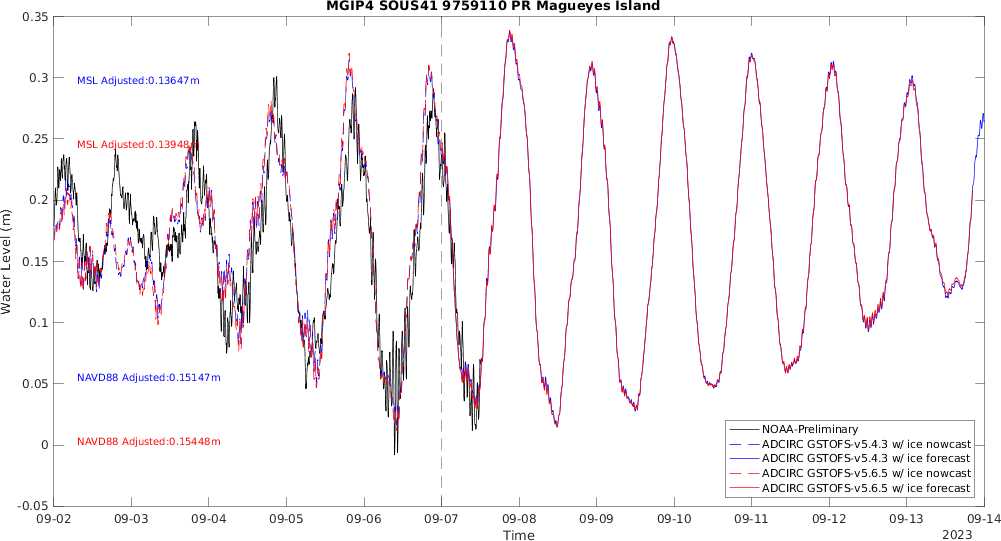 MGIP4 SOUS41 9759110 PR Magueyes Island
0.35
0.3
0.25
0.2
0.15
0.1
0.05
0
-0.05
Water Level (m)
MSL Adjusted:0.13647m
MSL Adjusted:0.13948m
NAVD88 Adjusted:0.15147m
NAVD88 Adjusted:0.15448m
NOAA-Preliminary
ADCIRC GSTOFS-v5.4.3 w/ ice nowcast
ADCIRC GSTOFS-v5.4.3 w/ ice forecast
ADCIRC GSTOFS-v5.6.5 w/ ice nowcast
ADCIRC GSTOFS-v5.6.5 w/ ice forecast
09-02 09-03 09-04 09-05 09-06 09-07 09-08 09-09 09-10 09-11 09-12 09-13 09-14
Time
2023